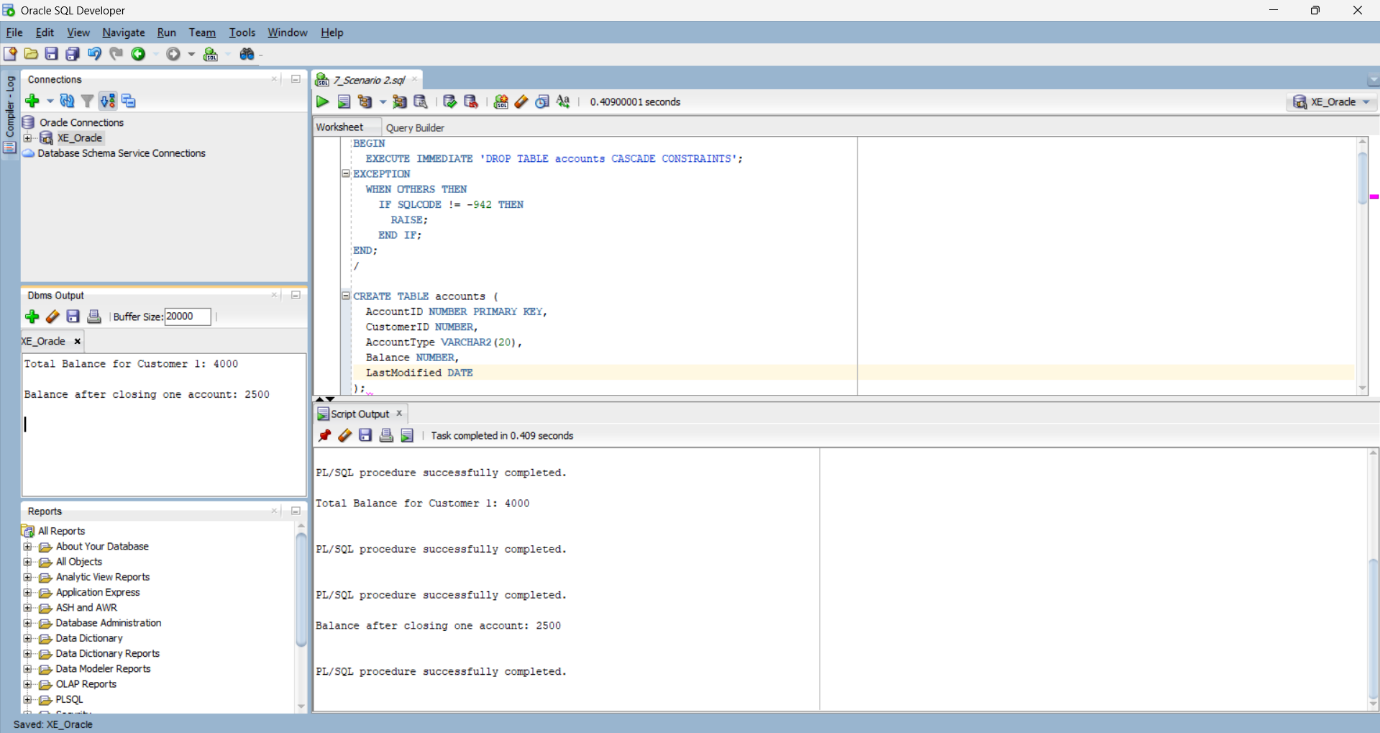 Oracle SQL Developer
File Edit View Navigate Run Team Tools Window Help
Compiler - Log
Connections
Oracle Connections
XE_Oracle
Database Schema Service Connections
Dbms Output
Buffer Size: 20000
XE_Oracle
Total Balance for Customer 1: 4000
Balance after closing one account: 2500
Reports
All Reports
About Your Database
All Objects
Analytic View Reports
Application Express
ASH and AWR
Database Administration
Data Dictionary
Data Dictionary Reports
Data Modeler Reports
OLAP Reports
PLSQL
7_Scenario 2.sql
0.40900001 seconds
XE_Oracle
Worksheet Query Builder
BEGIN
EXECUTE IMMEDIATE 'DROP TABLE accounts CASCADE CONSTRAINTS';
EXCEPTION
WHEN OTHERS THEN
IF SQLCODE != -942 THEN
RAISE;
END IF;
END;
/
CREATE TABLE accounts (
AccountID NUMBER PRIMARY KEY,
CustomerID NUMBER,
AccountType VARCHAR2(20),
Balance NUMBER,
LastModified DATE
);
Script Output
Task completed in 0.409 seconds
PL/SQL procedure successfully completed.
Total Balance for Customer 1: 4000
PL/SQL procedure successfully completed.
PL/SQL procedure successfully completed.
Balance after closing one account: 2500
PL/SQL procedure successfully completed.
Saved: XE_Oracle